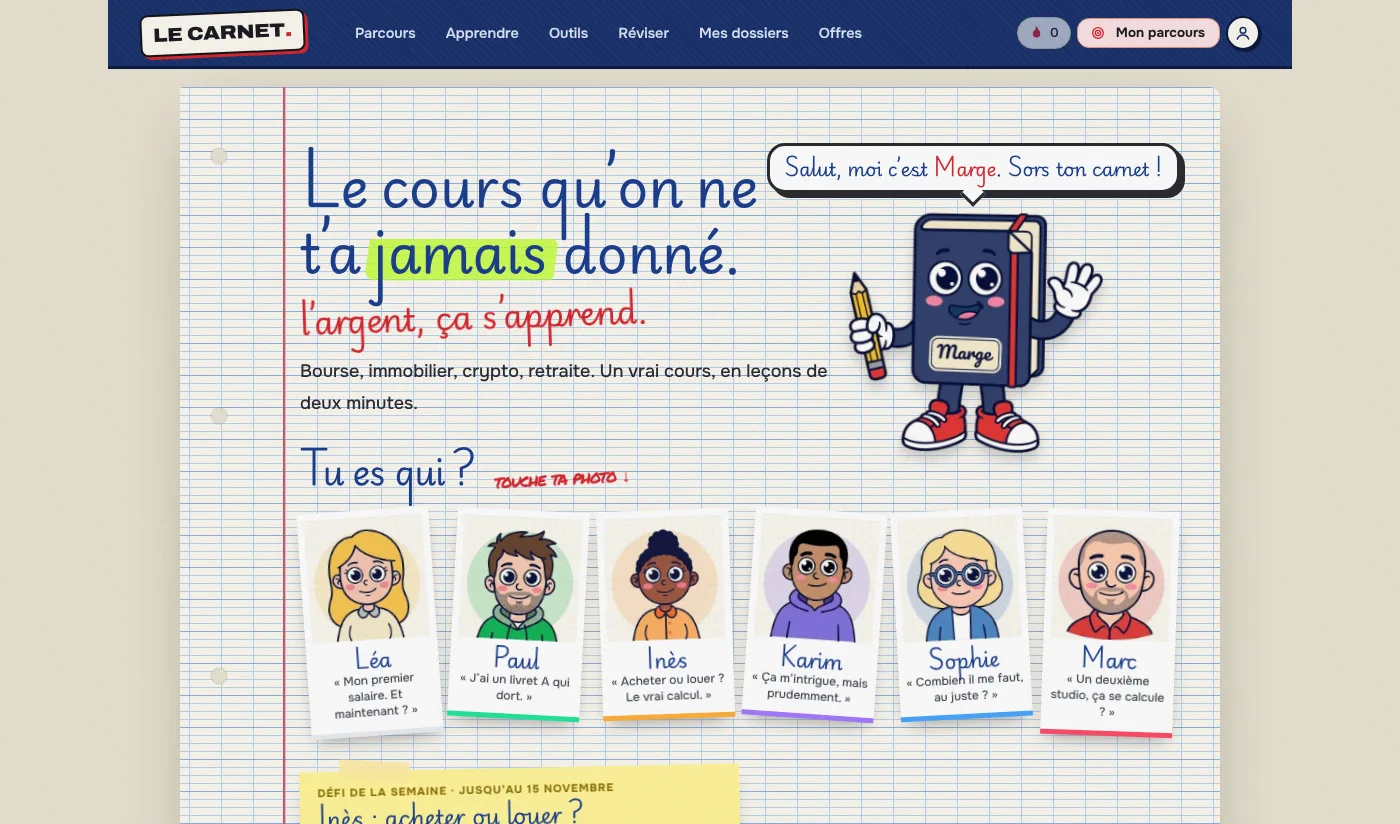 LE CARNET.
Parcours
Apprendre
Outils
Réviser
Mes dossiers
Offres
0
Mon parcours
Salut, moi c'est Marge. Sors ton carnet !
Le cours qu'on ne
t'a jamais donné.
l'argent, ça s'apprend.
Marge
Bourse, immobilier, crypto, retraite. Un vrai cours, en leçons de
deux minutes.
Tu es qui ?
TOUCHE TA PHOTO ↓
Léa
« Mon premier
salaire. Et
maintenant ? »
Paul
« J'ai un livret A qui
dort. »
Inès
« Acheter ou louer ?
Le vrai calcul. »
Karim
« Ça m'intrigue, mais
prudemment. »
Sophie
« Combien il me faut,
au juste ? »
Marc
« Un deuxième
studio, ça se calcule
? »
DÉFI DE LA SEMAINE · JUSQU'AU 15 NOVEMBRE
Inès : acheter ou louer ?